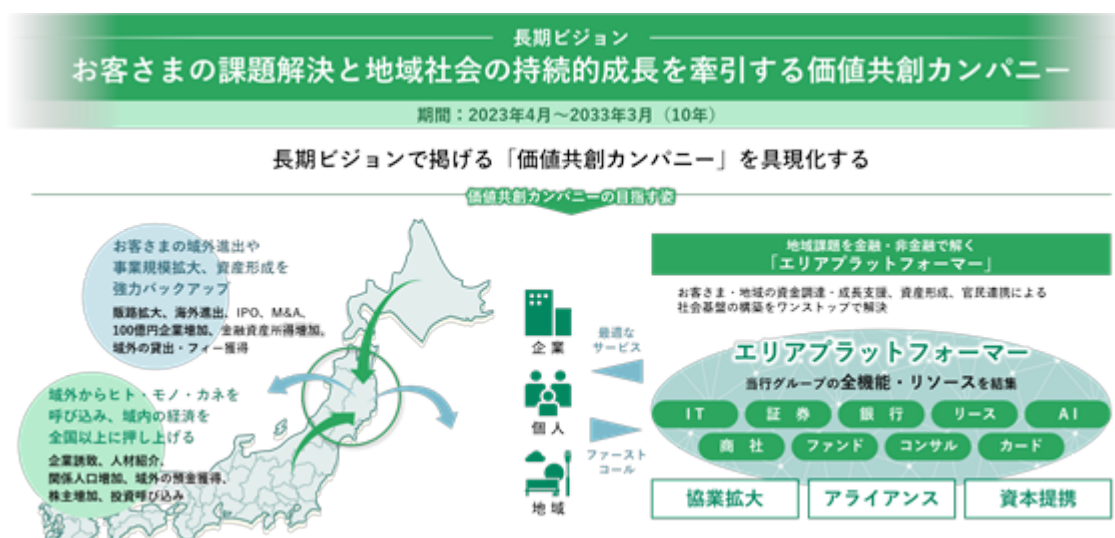 長期ビジョン
お客さまの課題解決と地域社会の持続的成長を牽引する価値共創カンパニー
期間：2023年4月～2033年3月（10年）
長期ビジョンで掲げる「価値共創カンパニー」を具現化する
価値共創カンパニーの目指す姿
お客さまの域外進出や
事業規模拡大、資産形成を
強力バックアップ
販路拡大、海外進出、IPO、M&A、
100億円企業増加、金融資産所得増加、
域外の貸出・フィー獲得
域外からヒト・モノ・カネを
呼び込み、域内の経済を
全国以上に押し上げる
企業誘致、人材紹介、
関係人口増加、域外の預金獲得、
株主増加、投資呼び込み
企業
個人
地域
最適な
サービス
ファースト
コール
地域課題を金融・非金融で解く
「エリアプラットフォーマー」
お客さま・地域の資金調達・成長支援、資産形成、官民連携による
社会基盤の構築をワンストップで解決
エリアプラットフォーマー
当行グループの全機能・リソースを結集
IT 証券 銀行 リース AI
商社 ファンド コンサル カード
協業拡大 アライアンス 資本提携